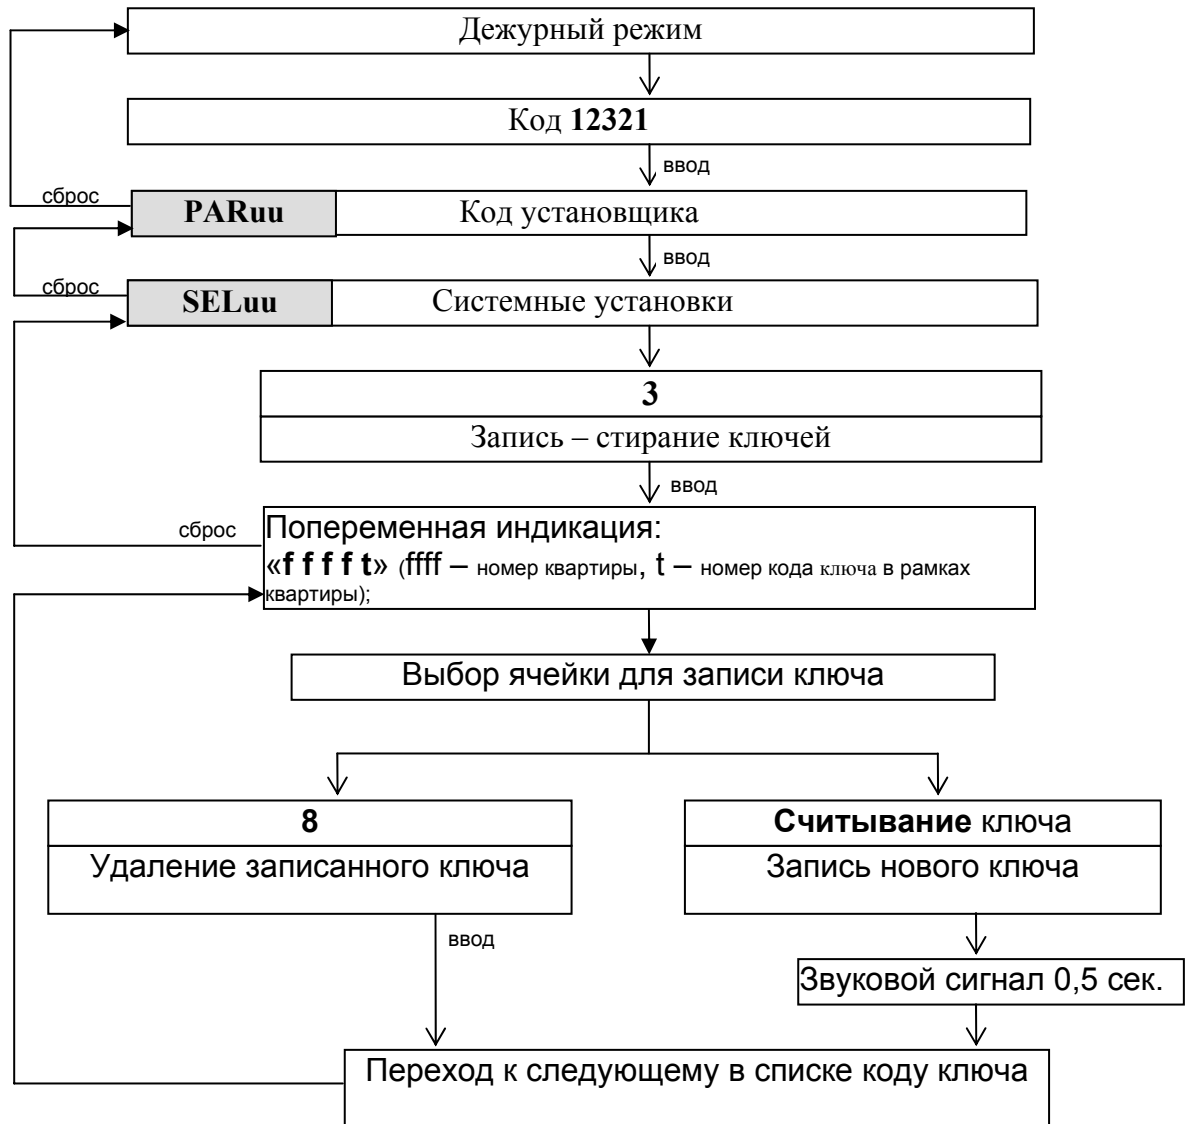 Дежурный режим
Код 12321
ввод
сброс
PARuu Код установщика
ввод
сброс
SELuu Системные установки
3
Запись – стирание ключей
ввод
сброс
Попеременная индикация:
«f f f f t» (ffff – номер квартиры, t – номер кода ключа в рамках
квартиры);
Выбор ячейки для записи ключа
8
Удаление записанного ключа
Считывание ключа
Запись нового ключа
ввод
Звуковой сигнал 0,5 сек.
Переход к следующему в списке коду ключа